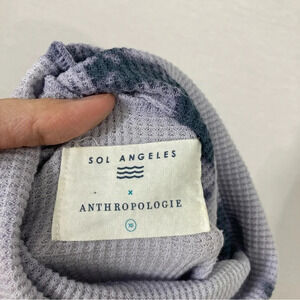 SOL ANGELES
x
ANTHROPOLOGIE
XS